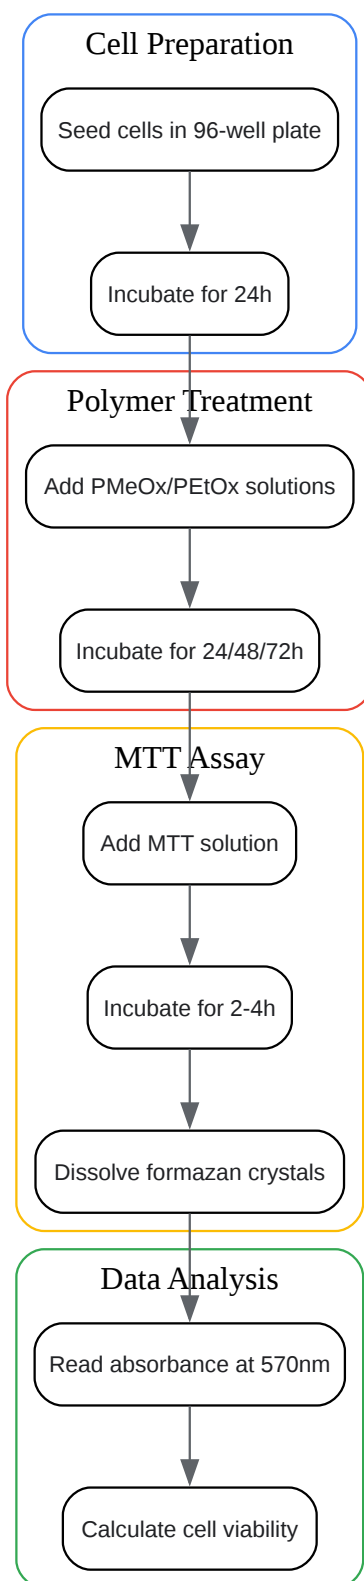 Cell Preparation
Seed cells in 96-well plate
Incubate for 24h
Polymer Treatment
Add PMeOx/PEtOx solutions
Incubate for 24/48/72h
MTT Assay
Add MTT solution
Incubate for 2-4h
Dissolve formazan crystals
Data Analysis
Read absorbance at 570nm
Calculate cell viability